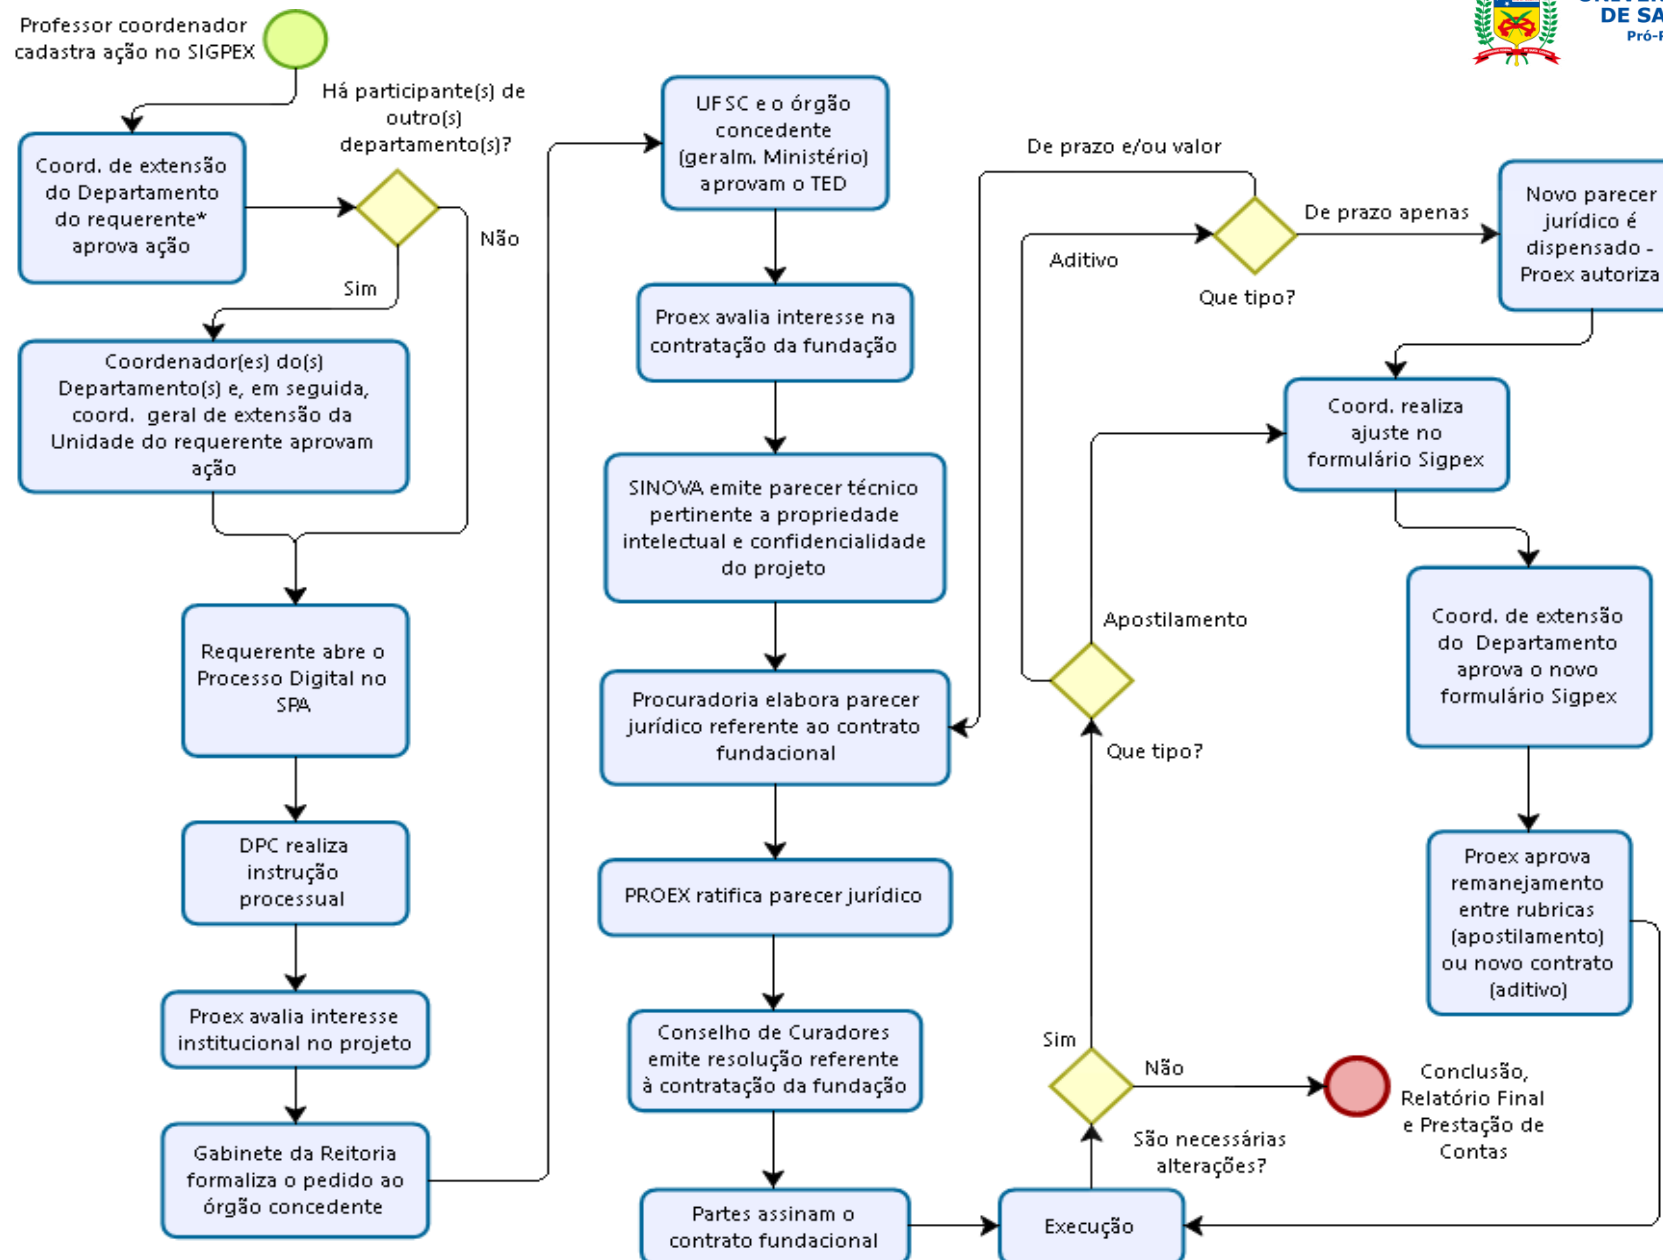 Professor coordenador
cadastra ação no SIGPEX
Há participante(s) de
outro(s)
departamento(s)?
Coord. de extensão
do Departamento
do requerente*
aprova ação
Não
Sim
Coordenador(es) do(s)
Departamento(s) e, em seguida,
coord. geral de extensão da
Unidade do requerente aprovam
ação
Requerente abre o
Processo Digital no
SPA
DPC realiza
instrução
processual
Proex avalia interesse
institucional no projeto
Gabinete da Reitoria
formaliza o pedido ao
órgão concedente
UFSC e o órgão
concedente
(geralm. Ministério)
aprovam o TED
Proex avalia interesse na
contratação da fundação
SINOVA emite parecer técnico
pertinente a propriedade
intelectual e confidencialidade
do projeto
Procuradoria elabora parecer
jurídico referente ao contrato
fundacional
PROEX ratifica parecer jurídico
Conselho de Curadores
emite resolução referente
à contratação da fundação
Partes assinam o
contrato fundacional
Execução
São necessárias
alterações?
Não
Conclusão,
Relatório Final
e Prestação de
Contas
Sim
Que tipo?
Apostilamento
Aditivo
Que tipo?
De prazo e/ou valor
De prazo apenas
Novo parecer
jurídico é
dispensado -
Proex autoriza
Coord. realiza
ajuste no
formulário Sigpex
Coord. de extensão
do Departamento
aprova o novo
formulário Sigpex
Proex aprova
remanejamento
entre rubricas
(apostilamento)
ou novo contrato
(aditivo)
DE SA